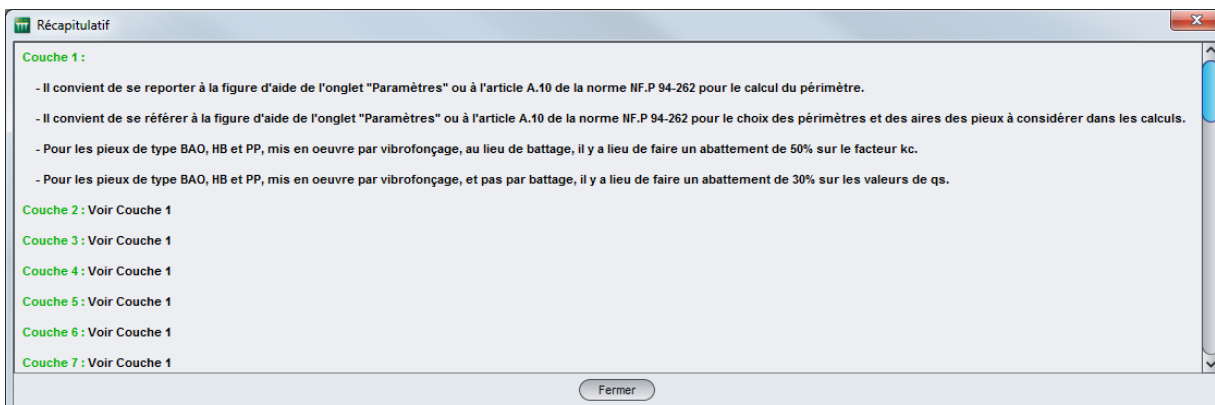 Récapitulatif
Couche 1 :
- Il convient de se reporter à la figure d'aide de l'onglet "Paramètres" ou à l'article A.10 de la norme NF.P 94-262 pour le calcul du périmètre.
- Il convient de se référer à la figure d'aide de l'onglet "Paramètres" ou à l'article A.10 de la norme NF.P 94-262 pour le choix des périmètres et des aires des pieux à considérer dans les calculs.
- Pour les pieux de type BAO, HB et PP, mis en oeuvre par vibrofonçage, au lieu de battage, il y a lieu de faire un abattement de 50% sur le facteur kc.
- Pour les pieux de type BAO, HB et PP, mis en oeuvre par vibrofonçage, et pas par battage, il y a lieu de faire un abattement de 30% sur les valeurs de qs.
Couche 2 : Voir Couche 1
Couche 3 : Voir Couche 1
Couche 4 : Voir Couche 1
Couche 5 : Voir Couche 1
Couche 6 : Voir Couche 1
Couche 7 : Voir Couche 1
Fermer